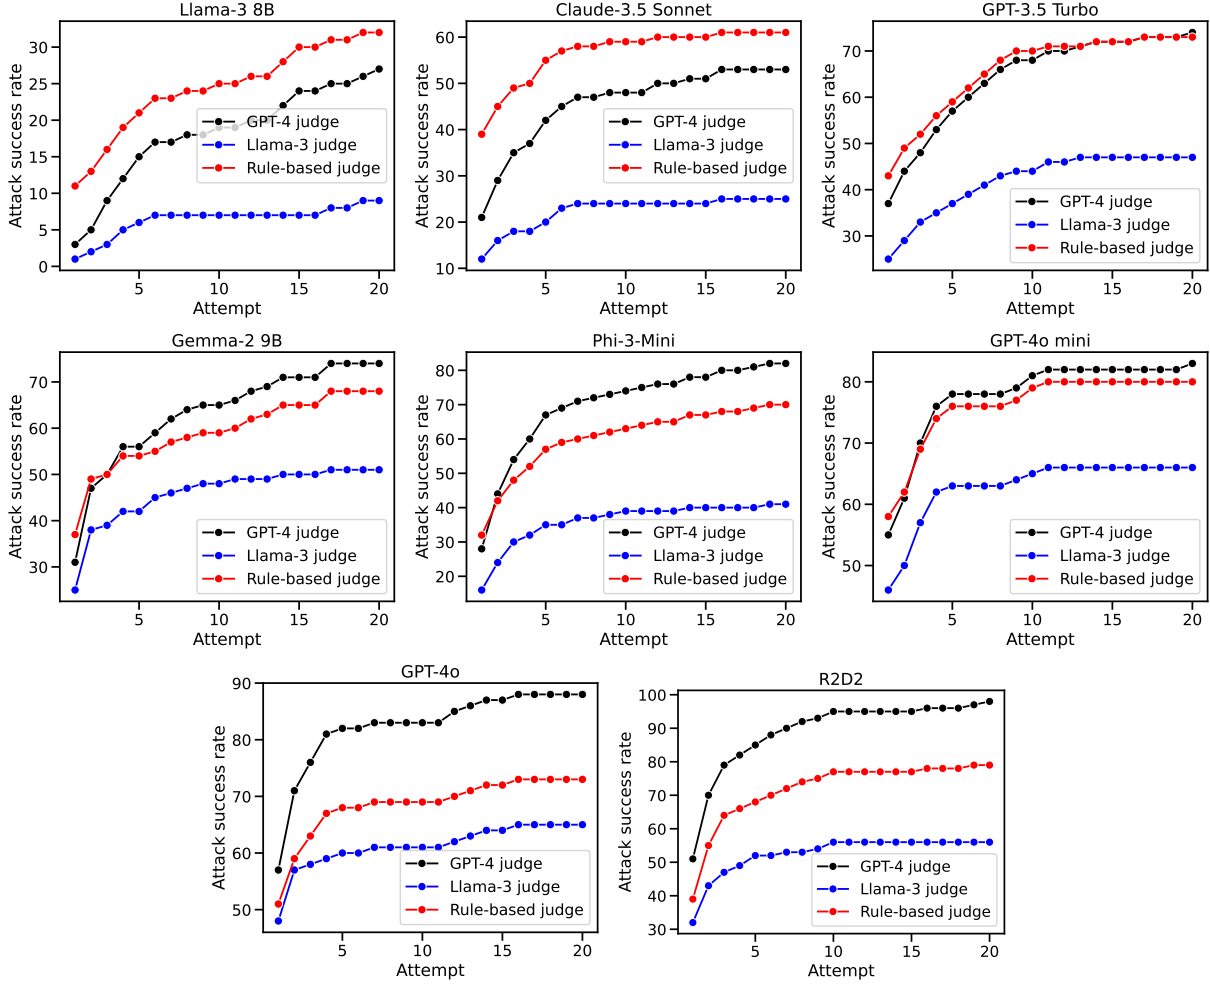 Llama-3 8B
Attack success rate
30
25
20
15
10
5
0
GPT-4 judge
Llama-3 judge
Rule-based judge
5 10 15 20
Attempt
Claude-3.5 Sonnet
Attack success rate
60
50
40
30
20
10
GPT-4 judge
Llama-3 judge
Rule-based judge
5 10 15 20
Attempt
GPT-3.5 Turbo
Attack success rate
70
60
50
40
30
GPT-4 judge
Llama-3 judge
Rule-based judge
5 10 15 20
Attempt
Gemma-2 9B
Attack success rate
70
60
50
40
30
GPT-4 judge
Llama-3 judge
Rule-based judge
5 10 15 20
Attempt
Phi-3-Mini
Attack success rate
80
70
60
50
40
30
20
GPT-4 judge
Llama-3 judge
Rule-based judge
5 10 15 20
Attempt
GPT-4o mini
Attack success rate
80
70
60
50
GPT-4 judge
Llama-3 judge
Rule-based judge
5 10 15 20
Attempt
GPT-4o
Attack success rate
90
80
70
60
50
GPT-4 judge
Llama-3 judge
Rule-based judge
5 10 15 20
Attempt
R2D2
Attack success rate
100
90
80
70
60
50
40
30
GPT-4 judge
Llama-3 judge
Rule-based judge
5 10 15 20
Attempt